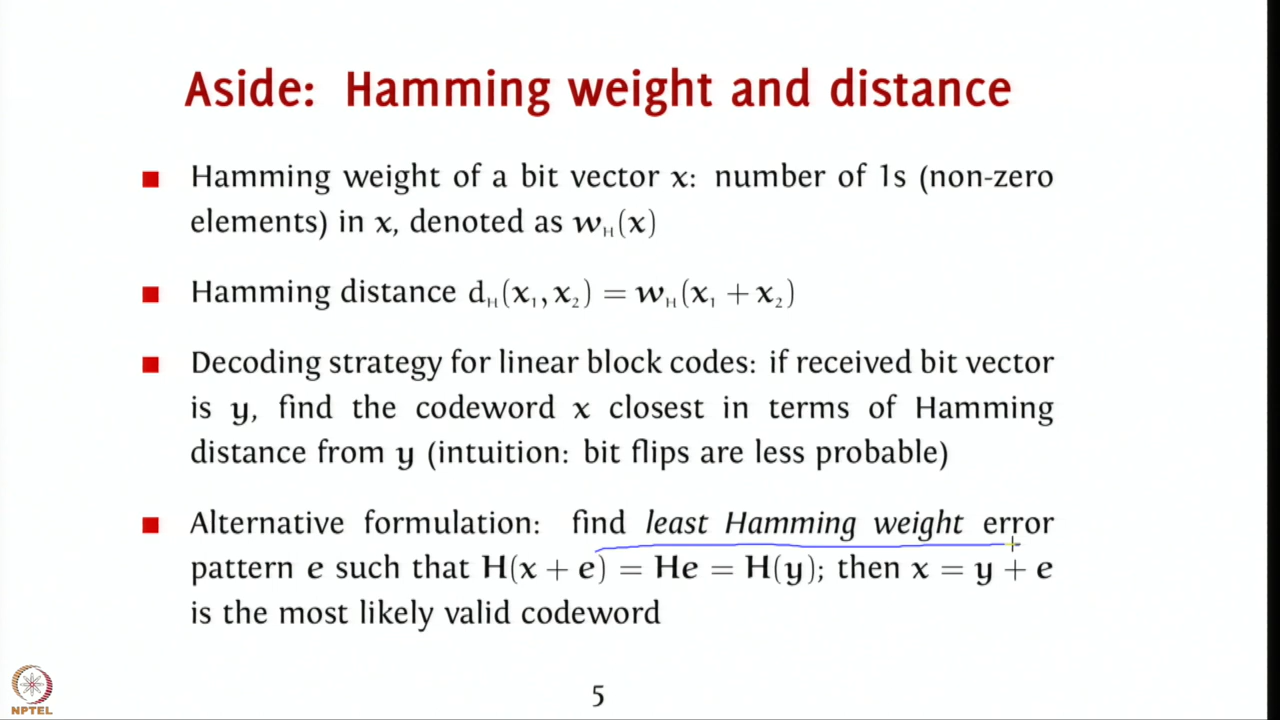 Aside: Hamming weight and distance
Hamming weight of a bit vector x: number of 1s (non-zero
elements) in x, denoted as w_H(x)
Hamming distance d_H(x_1, x_2) = w_H(x_1 + x_2)
Decoding strategy for linear block codes: if received bit vector
is y, find the codeword x closest in terms of Hamming
distance from y (intuition: bit flips are less probable)
Alternative formulation: find least Hamming weight error
pattern e such that H(x + e) = He = H(y); then x = y + e
is the most likely valid codeword
5
NPTEL